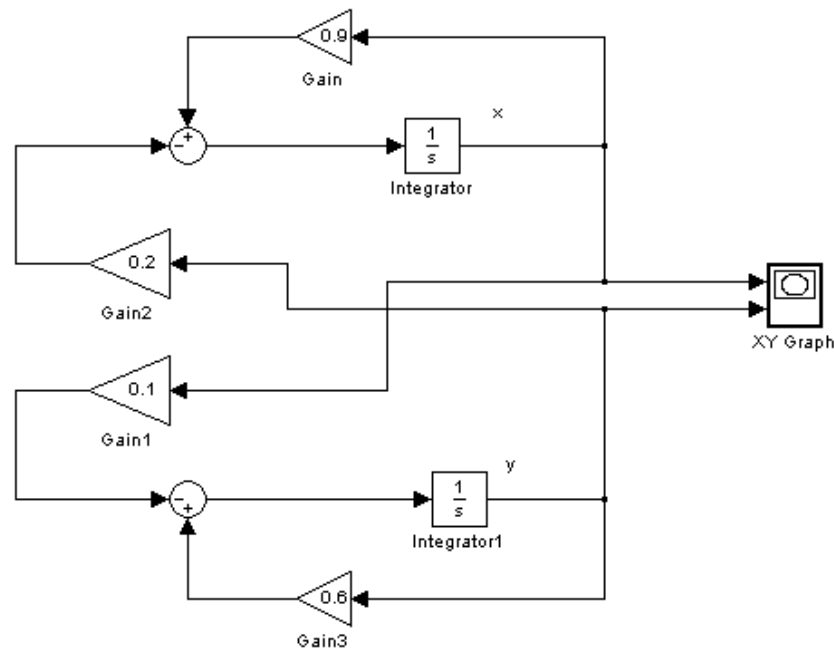 0.9
Gain
x
+
−
1
s
Integrator
0.2
Gain2
XY Graph
0.1
Gain1
y
−
+
1
s
Integrator1
0.6
Gain3